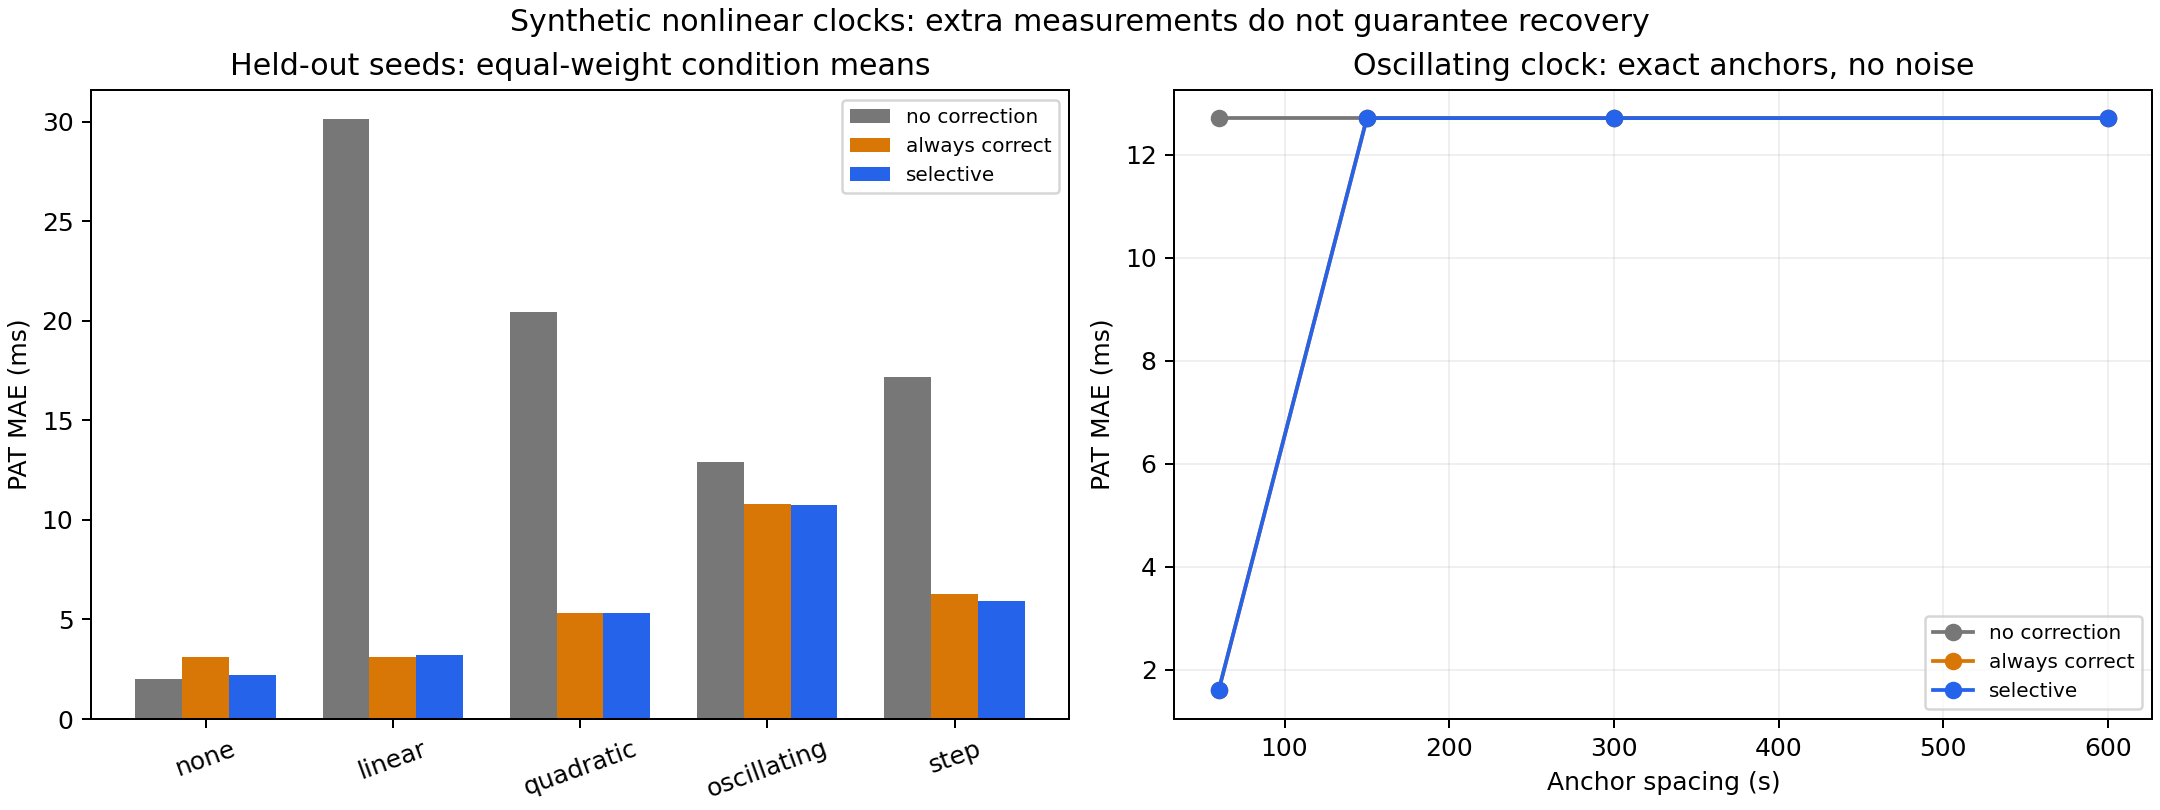 Synthetic nonlinear clocks: extra measurements do not guarantee recovery
Held-out seeds: equal-weight condition means
PAT MAE (ms)
30
25
20
15
10
5
0
none
linear
quadratic
oscillating
step
no correction
always correct
selective
Oscillating clock: exact anchors, no noise
PAT MAE (ms)
12
10
8
6
4
2
100
200
300
400
500
600
Anchor spacing (s)
no correction
always correct
selective